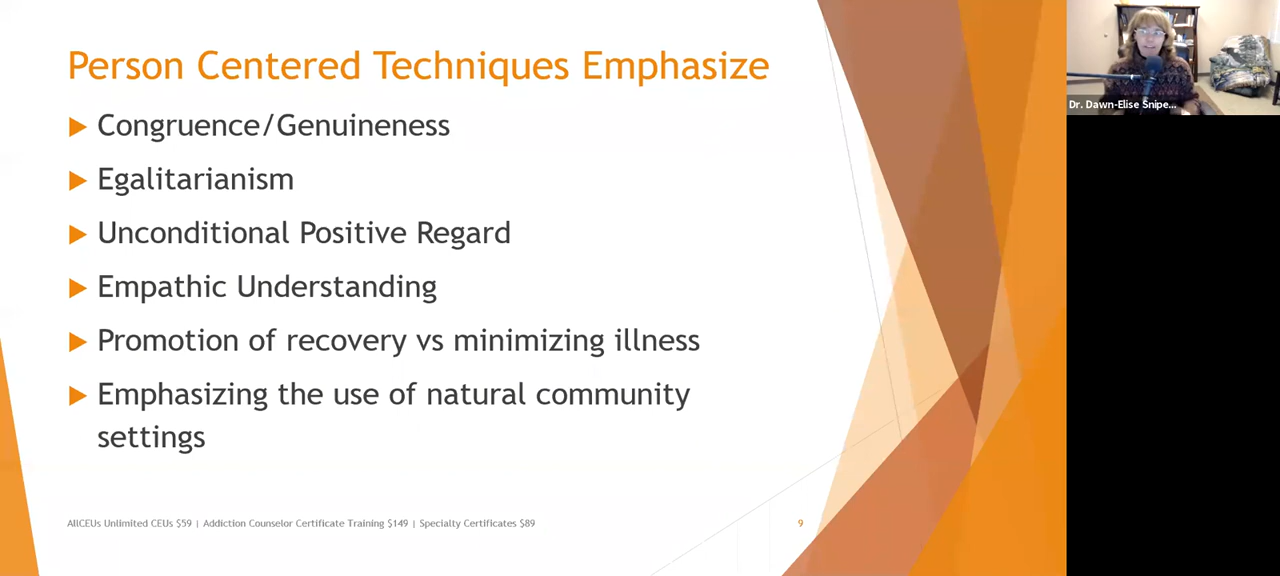 Person Centered Techniques Emphasize
Congruence/Genuineness
Egalitarianism
Unconditional Positive Regard
Empathic Understanding
Promotion of recovery vs minimizing illness
Emphasizing the use of natural community
settings
AllCEUs Unlimited CEUs $59 | Addiction Counselor Certificate Training $149 | Specialty Certificates $89
9
Dr. Dawn-Elise Snipe...